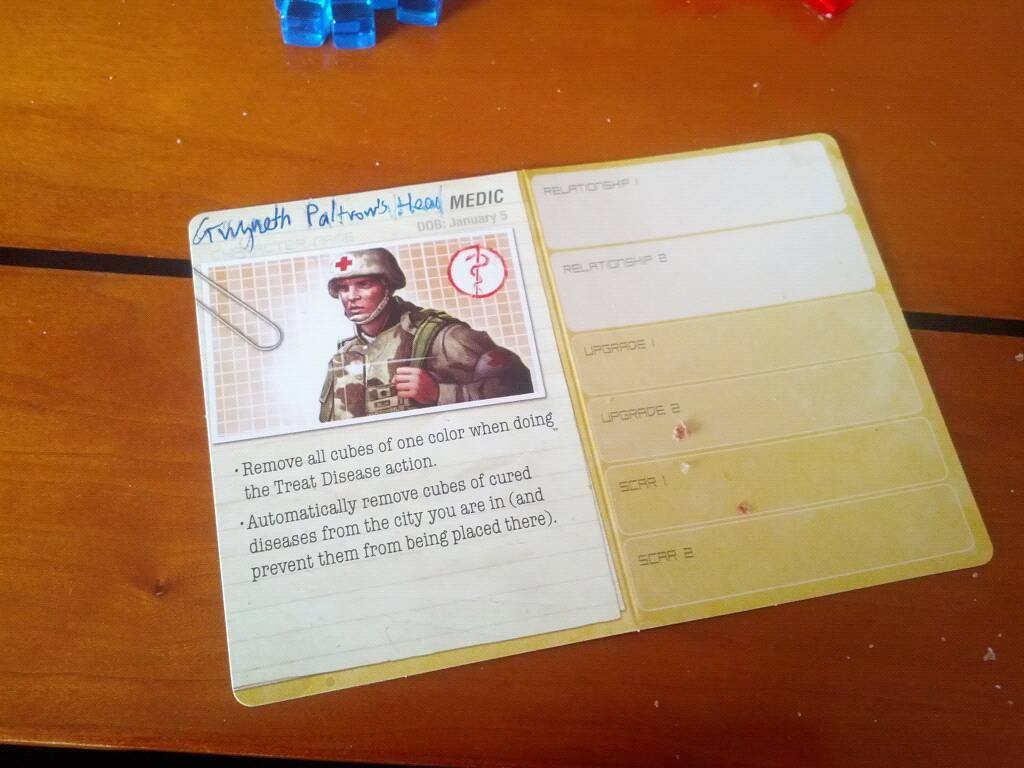 Gwyneth Paltrow's Head MEDIC
DOB: January 5
• Remove all cubes of one color when doing
the Treat Disease action.
• Automatically remove cubes of cured
diseases from the city you are in (and
prevent them from being placed there).
RELATIONSHIP 1
RELATIONSHIP 2
UPGRADE 1
UPGRADE 2
SCAR 1
SCAR 2